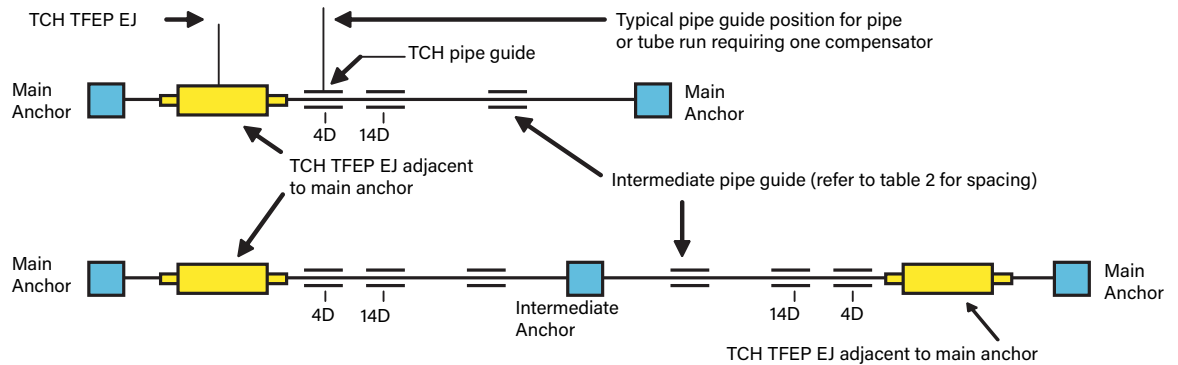 TCH TFEP EJ
Typical pipe guide position for pipe
or tube run requiring one compensator
TCH pipe guide
Main
Anchor
Main
Anchor
4D
14D
TCH TFEP EJ adjacent
to main anchor
Intermediate pipe guide (refer to table 2 for spacing)
Main
Anchor
Main
Anchor
4D
14D
Intermediate
Anchor
14D
4D
TCH TFEP EJ adjacent to main anchor